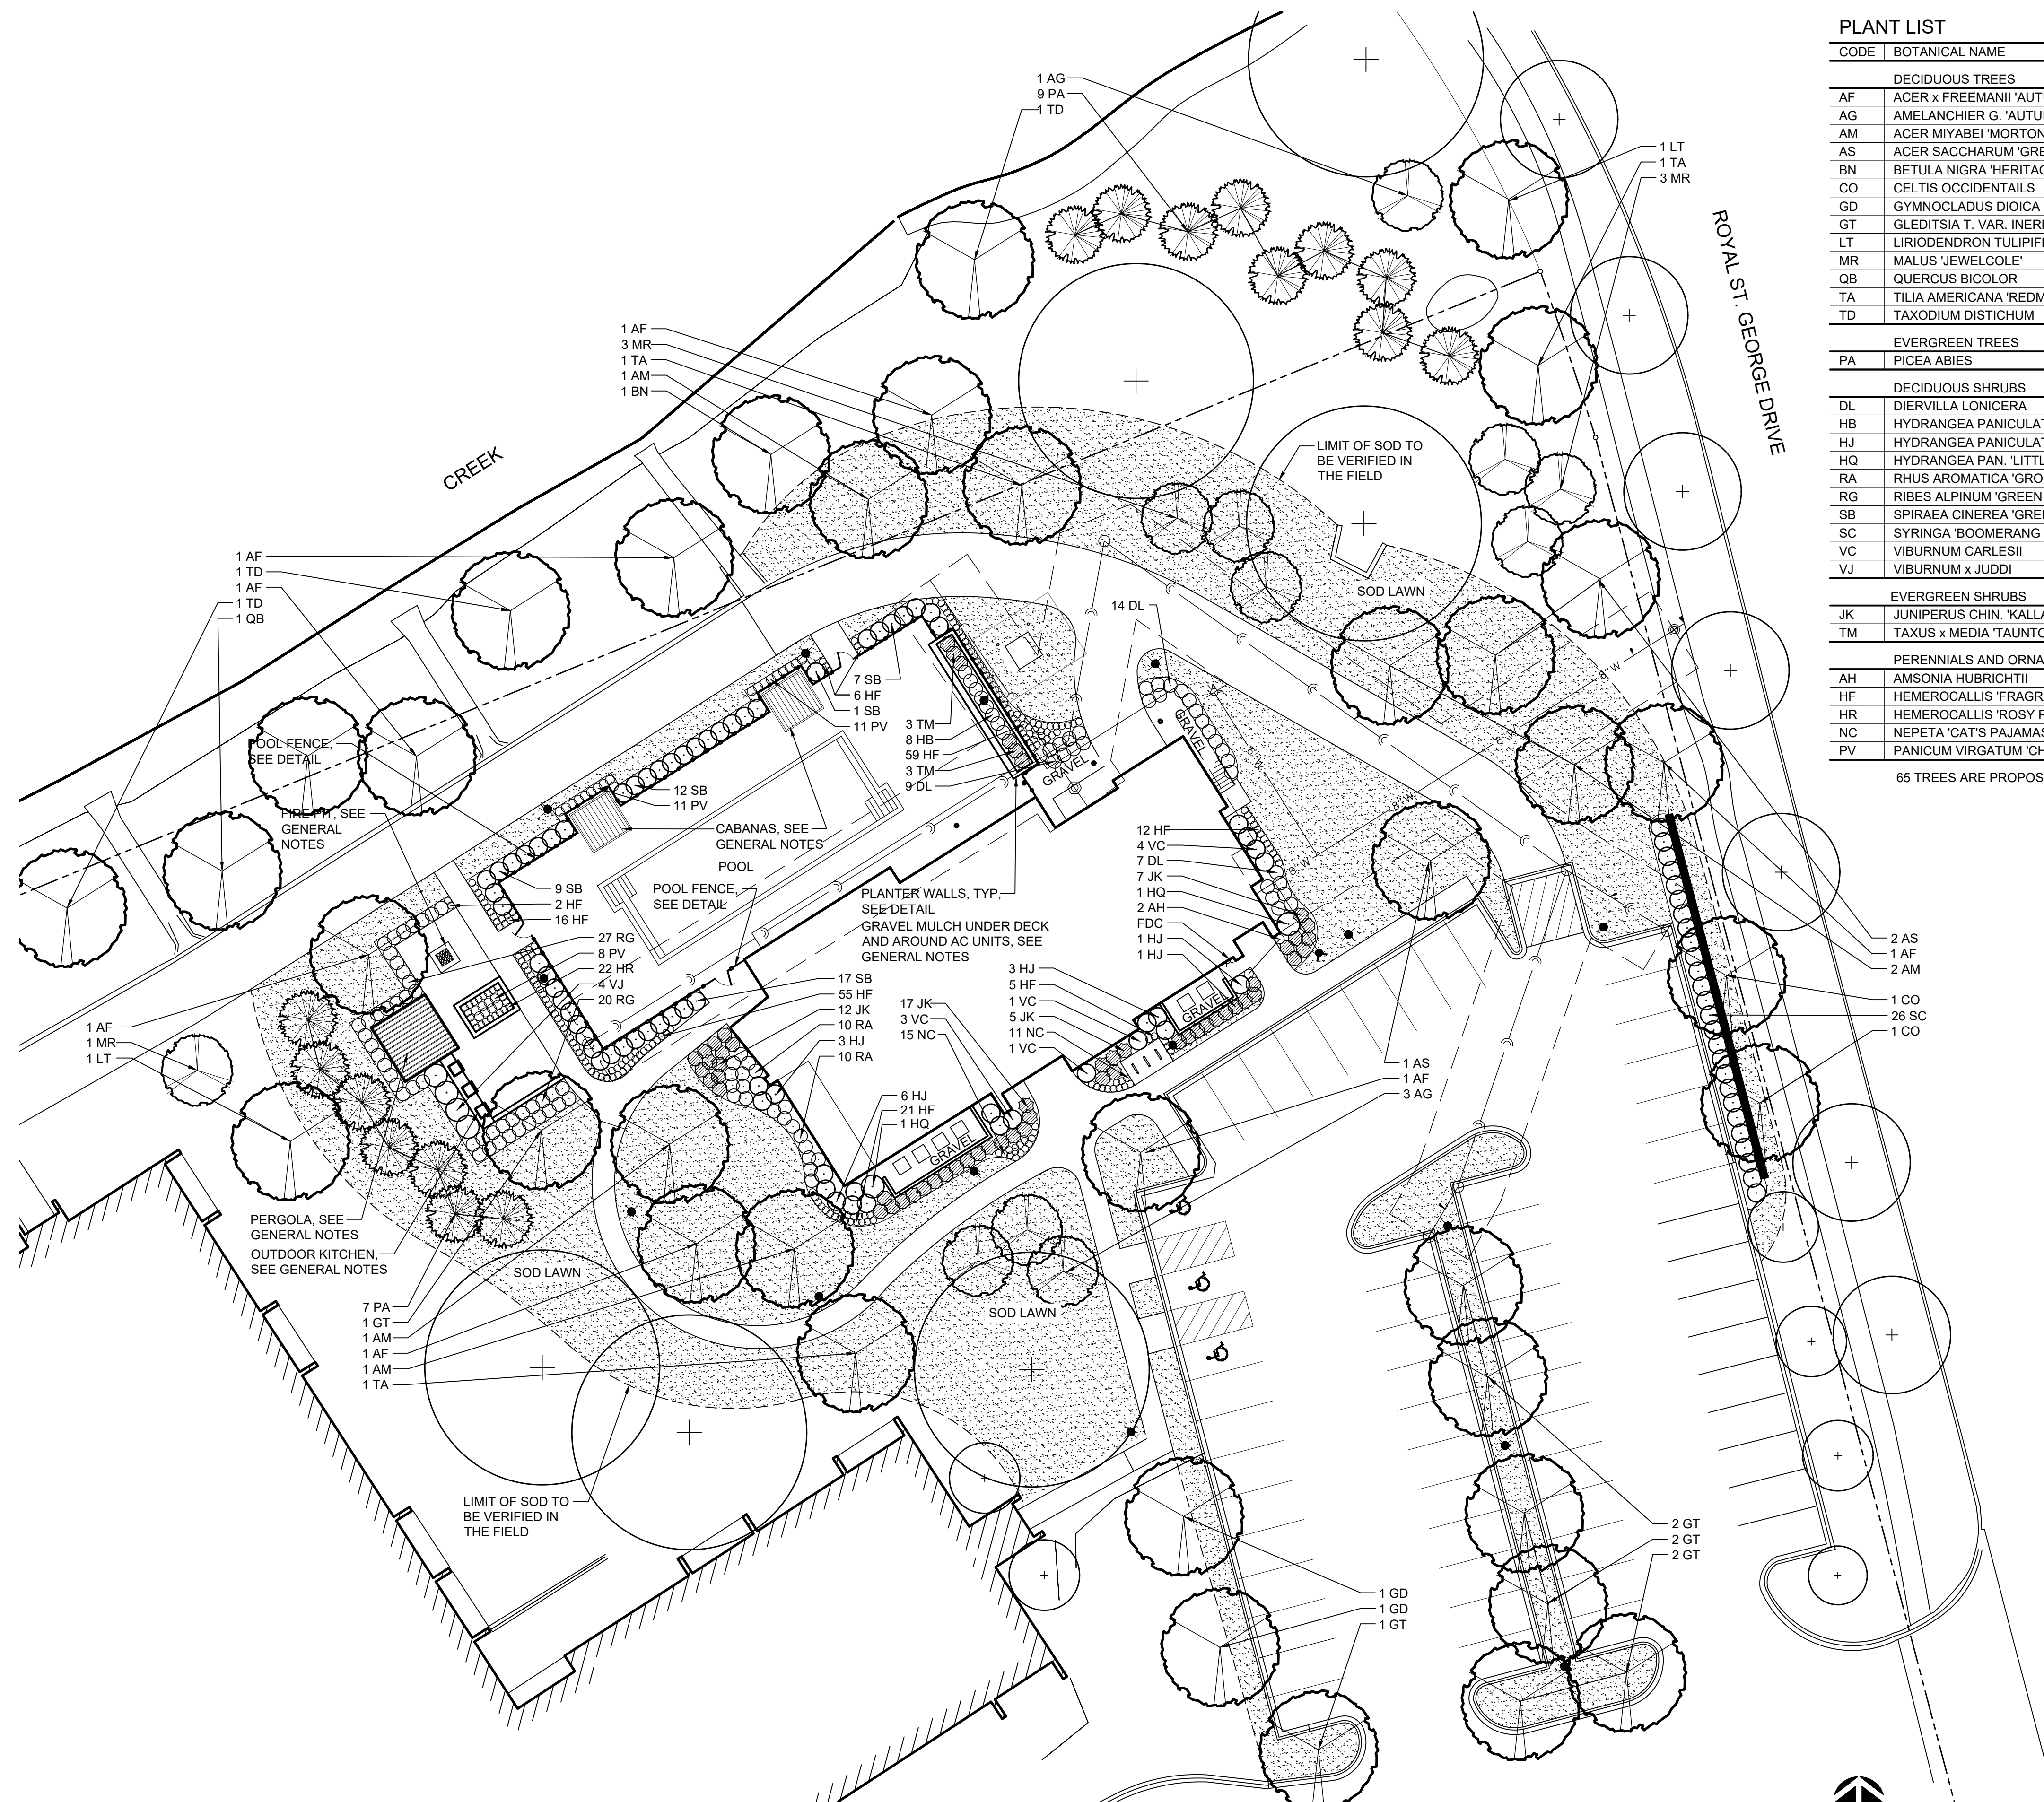 PLANT LIST
CODE BOTANICAL NAME
DECIDUOUS TREES
AF ACER x FREEMANII 'AUT
AG AMELANCHIER G. 'AUTU
AM ACER MIYABEI 'MORTON
AS ACER SACCHARUM 'GRE
BN BETULA NIGRA 'HERITAG
CO CELTIS OCCIDENTAILS
GD GYMNOCLADUS DIOICA
GT GLEDITSIA T. VAR. INER
LT LIRIODENDRON TULIPIF
MR MALUS 'JEWELCOLE'
QB QUERCUS BICOLOR
TA TILIA AMERICANA 'REDM
TD TAXODIUM DISTICHUM
EVERGREEN TREES
PA PICEA ABIES
DECIDUOUS SHRUBS
DL DIERVILLA LONICERA
HB HYDRANGEA PANICULAT
HJ HYDRANGEA PANICULAT
HQ HYDRANGEA PAN. 'LITTL
RA RHUS AROMATICA 'GRO
RG RIBES ALPINUM 'GREEN
SB SPIRAEA CINEREA 'GREE
SC SYRINGA 'BOOMERANG
VC VIBURNUM CARLESII
VJ VIBURNUM x JUDDI
EVERGREEN SHRUBS
JK JUNIPERUS CHIN. 'KALLA
TM TAXUS x MEDIA 'TAUNTO
PERENNIALS AND ORNA
AH AMSONIA HUBRICHTII
HF HEMEROCALLIS 'FRAGRA
HR HEMEROCALLIS 'ROSY R
NC NEPETA 'CAT'S PAJAMAS
PV PANICUM VIRGATUM 'CH
65 TREES ARE PROPOS
1 AG
9 PA
1 TD
1 LT
1 TA
3 MR
ROYAL ST. GEORGE DRIVE
1 AF
3 MR
1 TA
1 AM
1 BN
CREEK
LIMIT OF SOD TO
BE VERIFIED IN
THE FIELD
1 AF
1 TD
1 AF
1 TD
1 QB
SOD LAWN
14 DL
7 SB
6 HF
1 SB
11 PV
3 TM
8 HB
59 HF
3 TM
9 DL
GRAVEL
GRAVEL
POOL FENCE,
SEE DETAIL
12 SB
11 PV
FIRE PIT, SEE
GENERAL
NOTES
CABANAS, SEE
GENERAL NOTES
POOL
POOL FENCE,
SEE DETAIL
9 SB
2 HF
16 HF
PLANTER WALLS, TYP,
SEE DETAIL
GRAVEL MULCH UNDER DECK
AND AROUND AC UNITS, SEE
GENERAL NOTES
12 HF
4 VC
7 DL
7 JK
1 HQ
2 AH
FDC
1 HJ
1 HJ
27 RG
8 PV
22 HR
4 VJ
20 RG
17 SB
55 HF
12 JK
10 RA
3 HJ
10 RA
17 JK
3 VC
15 NC
3 HJ
5 HF
1 VC
5 JK
11 NC
1 VC
GRAVEL
2 AS
1 AF
2 AM
1 CO
26 SC
1 CO
1 AF
1 MR
1 LT
1 AS
1 AF
3 AG
6 HJ
21 HF
1 HQ
GRAVEL
PERGOLA, SEE
GENERAL NOTES
OUTDOOR KITCHEN,
SEE GENERAL NOTES
SOD LAWN
SOD LAWN
7 PA
1 GT
1 AM
1 AF
1 AM
1 TA
LIMIT OF SOD TO
BE VERIFIED IN
THE FIELD
2 GT
2 GT
2 GT
1 GD
1 GD
1 GT